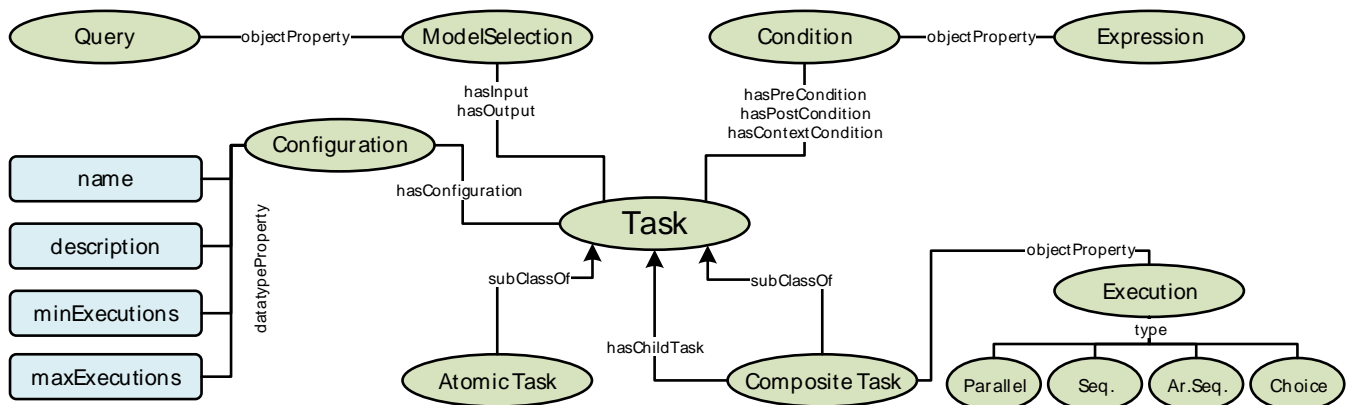 Query
objectProperty
ModelSelection
Condition
objectProperty
Expression
hasInput
hasOutput
hasPreCondition
hasPostCondition
hasContextCondition
Configuration
name
hasConfiguration
Task
description
datatypeProperty
objectProperty
subClassOf
subClassOf
Execution
minExecutions
type
hasChildTask
maxExecutions
Atomic Task
Composite Task
Parallel
Seq.
Ar.Seq.
Choice